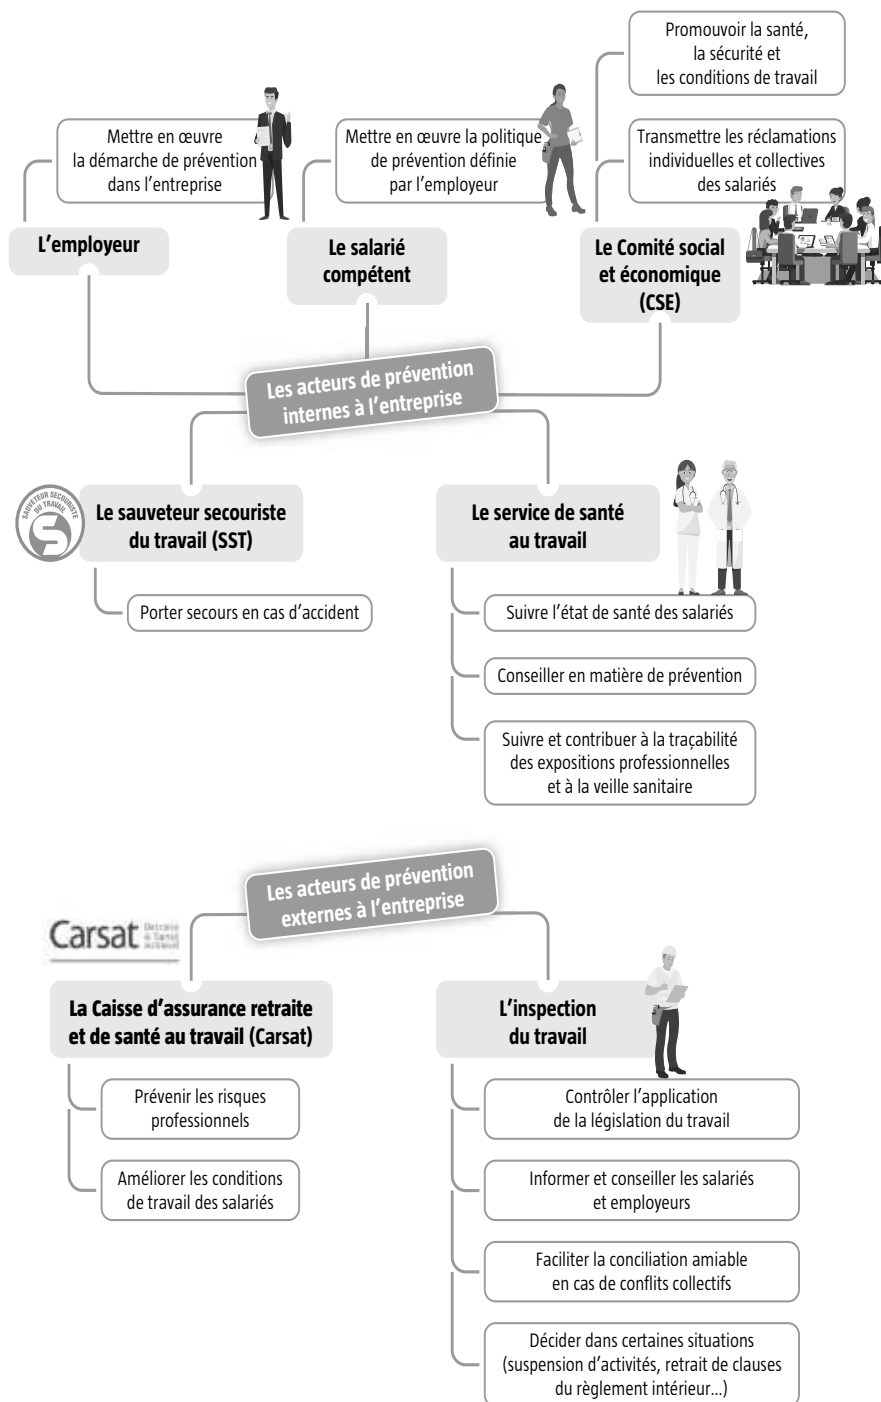 Promouvoir la santé,
la sécurité et
les conditions de travail
Mettre en œuvre
la démarche de prévention
dans l'entreprise
Mettre en œuvre la politique
de prévention définie
par l'employeur
Transmettre les réclamations
individuelles et collectives
des salariés
L'employeur
Le salarié
compétent
Le Comité social
et économique
(CSE)
Les acteurs de prévention
internes à l'entreprise
SAUVETEUR SECOURISTE
DU TRAVAIL
Le sauveteur secouriste
du travail (SST)
Le service de santé
au travail
Porter secours en cas d'accident
Suivre l'état de santé des salariés
Conseiller en matière de prévention
Suivre et contribuer à la traçabilité
des expositions professionnelles
et à la veille sanitaire
Les acteurs de prévention
externes à l'entreprise
Carsat
La Caisse d'assurance retraite
et de santé au travail (Carsat)
L'inspection
du travail
Prévenir les risques
professionnels
Améliorer les conditions
de travail des salariés
Contrôler l'application
de la législation du travail
Informer et conseiller les salariés
et employeurs
Faciliter la conciliation amiable
en cas de conflits collectifs
Décider dans certaines situations
(suspension d'activités, retrait de clauses
du règlement intérieur...)